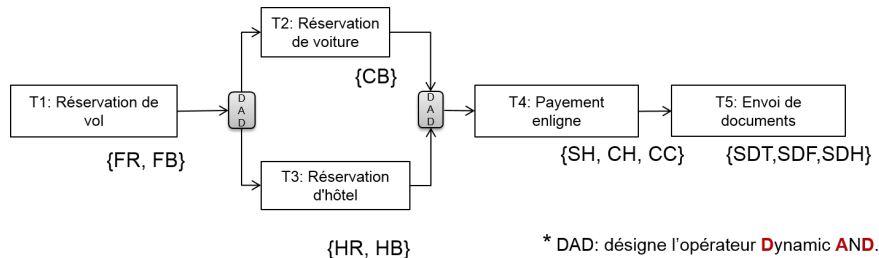 T2: Réservation
de voiture
{CB}
T1: Réservation de
vol
{FR, FB}
D
A
D
D
A
D
T4: Payement
enligne
{SH, CH, CC}
T5: Envoi de
documents
{SDT,SDF,SDH}
T3: Réservation
d'hôtel
{HR, HB}
* DAD: désigne l'opérateur Dynamic AND.